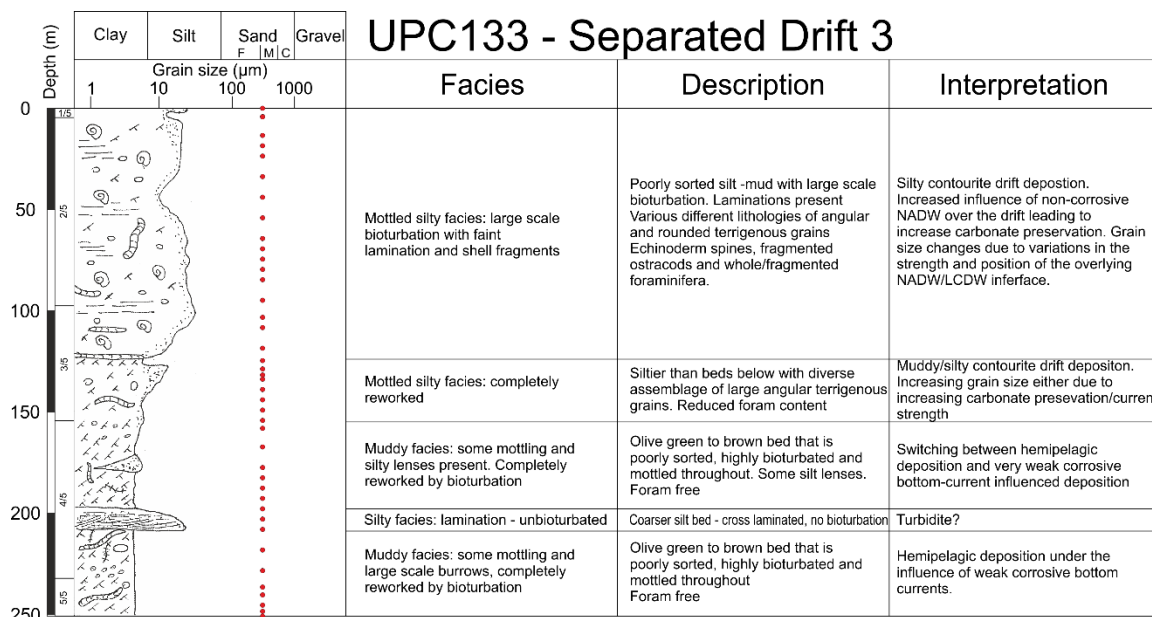 UPC133 - Separated Drift 3
Depth (m)
Clay
Silt
Sand
F M C
Gravel
Grain size (µm)
1 10 100 1000
Facies
Description
Interpretation
0
50
100
150
200
250
1/5
2/5
3/5
4/5
5/5
Mottled silty facies: large scale
bioturbation with faint
lamination and shell fragments
Poorly sorted silt -mud with large scale
bioturbation. Laminations present
Various different lithologies of angular
and rounded terrigenous grains
Echinoderm spines, fragmented
ostracods and whole/fragmented
foraminifera.
Silty contourite drift depostion.
Increased influence of non-corrosive
NADW over the drift leading to
increase carbonate preservation. Grain
size changes due to variations in the
strength and position of the overlying
NADW/LCDW inferface.
Mottled silty facies: completely
reworked
Siltier than beds below with diverse
assemblage of large angular terrigenous
grains. Reduced foram content
Muddy/silty contourite drift depositon.
Increasing grain size either due to
increasing carbonate presevation/current
strength
Muddy facies: some mottling and
silty lenses present. Completely
reworked by bioturbation
Olive green to brown bed that is
poorly sorted, highly bioturbated and
mottled throughout. Some silt lenses.
Foram free
Switching between hemipelagic
deposition and very weak corrosive
bottom-current influenced deposition
Silty facies: lamination - unbioturbated
Coarser silt bed - cross laminated, no bioturbation
Turbidite?
Muddy facies: some mottling and
large scale burrows, completely
reworked by bioturbation
Olive green to brown bed that is
poorly sorted, highly bioturbated and
mottled throughout
Foram free
Hemipelagic deposition under the
influence of weak corrosive bottom
currents.